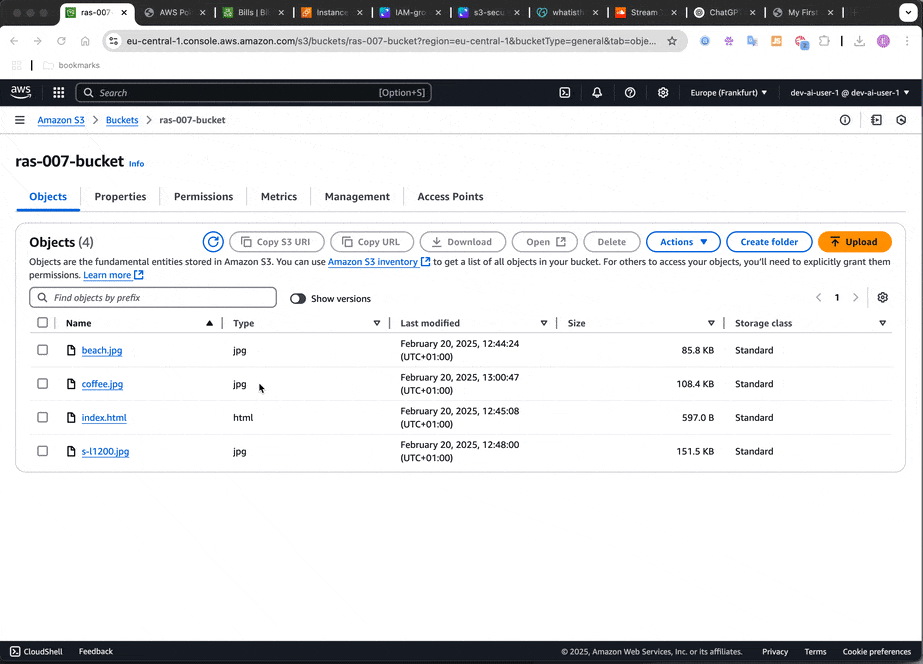 ras-007-
AWS Po
Bills | Bi
Instance
IAM-gro
s3-secu
whatisth
Stream
ChatGP
My First
eu-central-1.console.aws.amazon.com/s3/buckets/ras-007-bucket?region=eu-central-1&bucketType=general&tab=obje...
bookmarks
aws Search [Option+S] Europe (Frankfurt) dev-ai-user-1 @ dev-ai-user-1
Amazon S3 > Buckets > ras-007-bucket
ras-007-bucket Info
Objects Properties Permissions Metrics Management Access Points
Objects (4) Copy S3 URI Copy URL Download Open Delete Actions Create folder Upload
Objects are the fundamental entities stored in Amazon S3. You can use Amazon S3 inventory to get a list of all objects in your bucket. For others to access your objects, you'll need to explicitly grant them
permissions. Learn more
Find objects by prefix Show versions 1
Name Type Last modified Size Storage class
beach.jpg jpg February 20, 2025, 12:44:24 (UTC+01:00) 85.8 KB Standard
coffee.jpg jpg February 20, 2025, 13:00:47 (UTC+01:00) 108.4 KB Standard
index.html html February 20, 2025, 12:45:08 (UTC+01:00) 597.0 B Standard
s-l1200.jpg jpg February 20, 2025, 12:48:00 (UTC+01:00) 151.5 KB Standard
CloudShell Feedback © 2025, Amazon Web Services, Inc. or its affiliates. Privacy Terms Cookie preferences